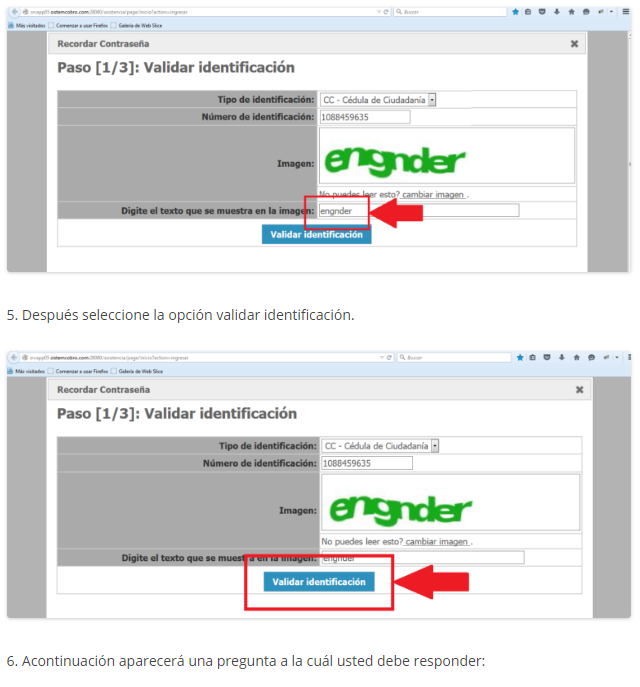 Buscar
Más visitados Comenzar a usar Firefox Galería de Web Slice
Recordar Contraseña
Paso [1/3]: Validar identificación
Tipo de identificación: CC - Cédula de Ciudadanía
Número de identificación: 1088459635
Imagen: engnder
No puedes leer esto? cambiar imagen .
Digite el texto que se muestra en la imagen: engnder
Validar identificación
5. Después seleccione la opción validar identificación.
Buscar
Más visitados Comenzar a usar Firefox Galería de Web Slice
Recordar Contraseña
Paso [1/3]: Validar identificación
Tipo de identificación: CC - Cédula de Ciudadanía
Número de identificación: 1088459635
Imagen: engnder
No puedes leer esto? cambiar imagen .
Digite el texto que se muestra en la imagen: engnder
Validar identificación
6. Acontinuación aparecerá una pregunta a la cuál usted debe responder: